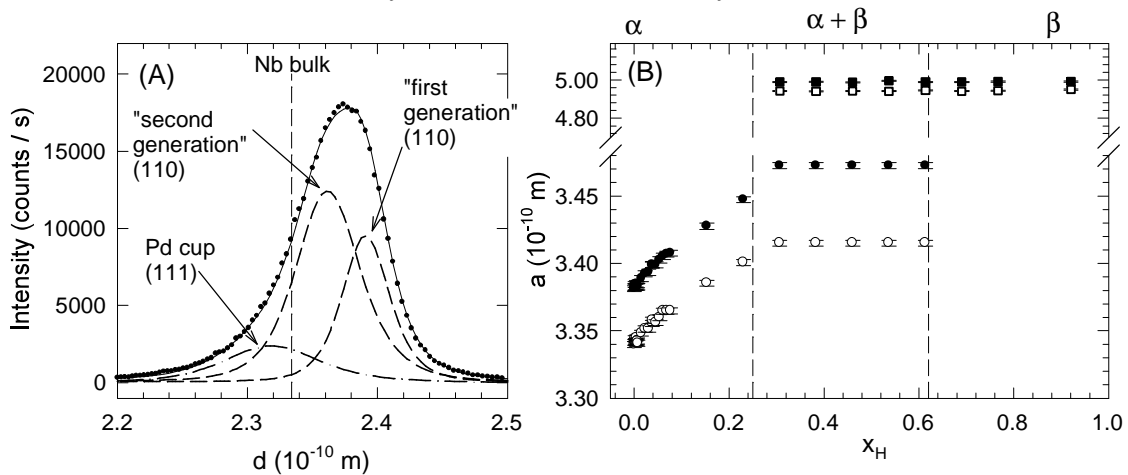 α
α + β
β
(A)
Nb bulk
"second
generation"
(110)
"first
generation"
(110)
Pd cup
(111)
Intensity (counts / s)
20000
15000
10000
5000
0
2.2
2.3
2.4
2.5
d (10-10 m)
(B)
a (10-10 m)
5.00
4.80
3.45
3.40
3.35
3.30
0.0
0.2
0.4
0.6
0.8
1.0
xH